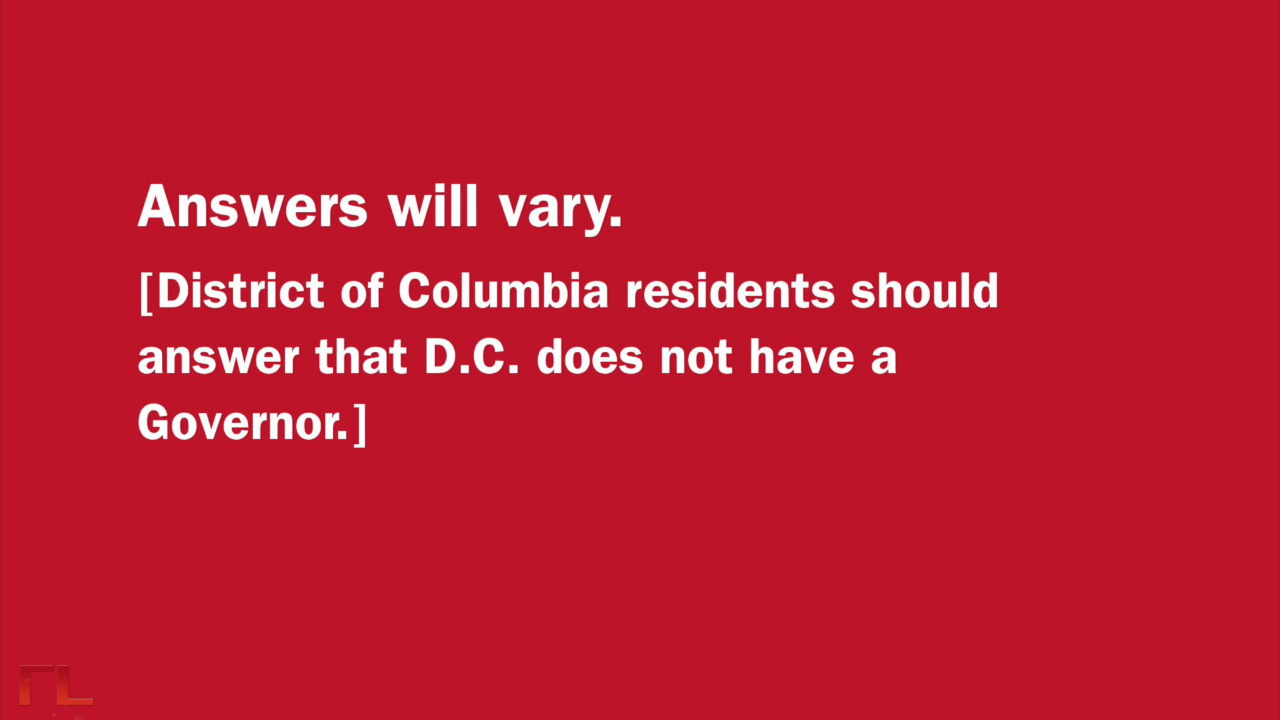 Answers will vary.
[District of Columbia residents should
answer that D.C. does not have a
Governor.]